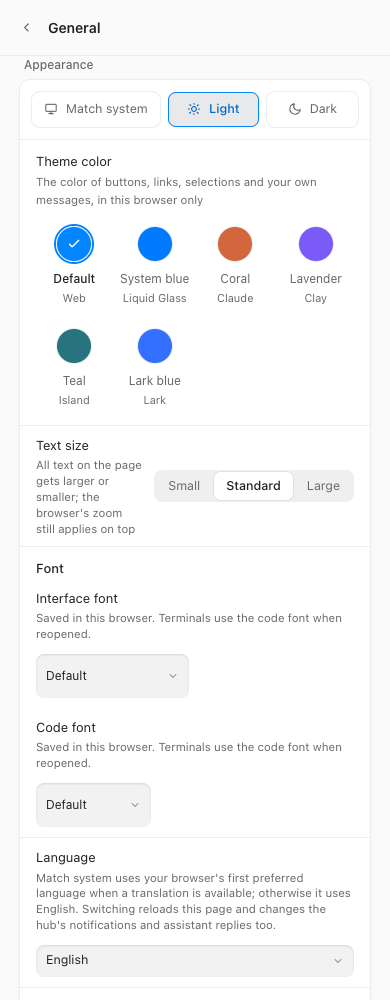 General
Appearance
Match system
Light
Dark
Theme color
The color of buttons, links, selections and your own
messages, in this browser only
Default
System blue
Coral
Lavender
Web
Liquid Glass
Claude
Clay
Teal
Lark blue
Island
Lark
Text size
All text on the page
gets larger or
smaller; the
browser's zoom
still applies on top
Small
Standard
Large
Font
Interface font
Saved in this browser. Terminals use the code font when
reopened.
Default
Code font
Saved in this browser. Terminals use the code font when
reopened.
Default
Language
Match system uses your browser's first preferred
language when a translation is available; otherwise it uses
English. Switching reloads this page and changes the
hub's notifications and assistant replies too.
English